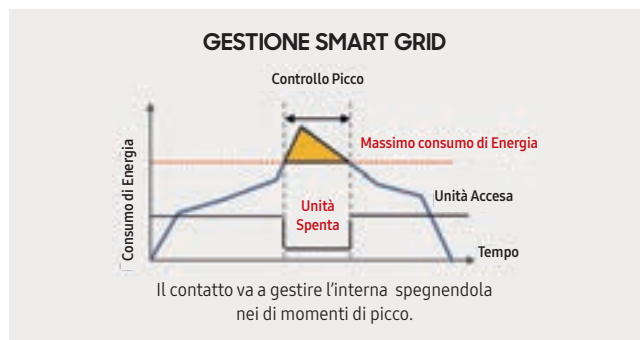 GESTIONE SMART GRID
Controllo Picco
Massimo consumo di Energia
Consumo di Energia
Unità Accesa
Unità
Spenta
Tempo
Il contatto va a gestire l'interna spegnendola
nei di momenti di picco.